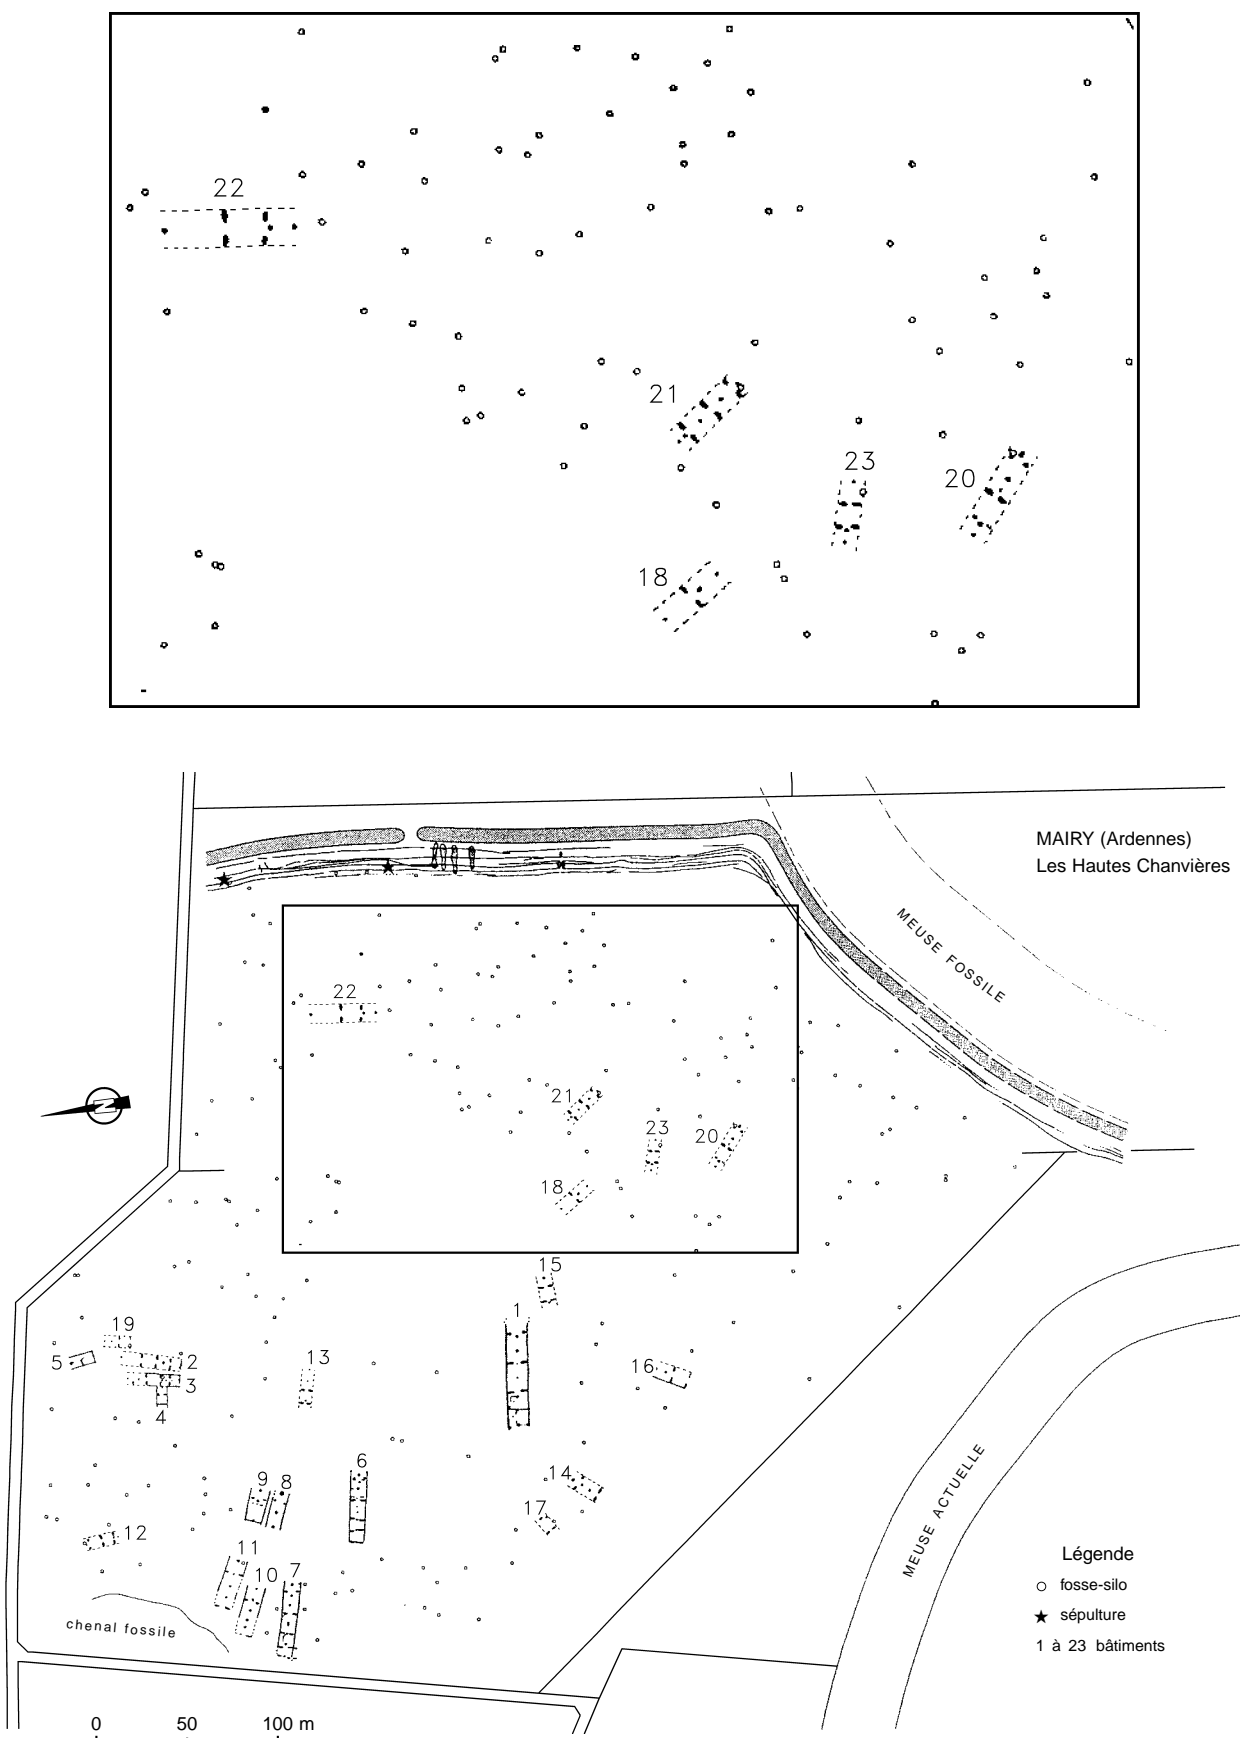 22
21
23
20
18
MAIRY (Ardennes)
Les Hautes Chanvières
MEUSE FOSSILE
22
21
23
20
18
15
1
19
5
2
13
16
3
4
6
14
9
8
17
12
11
10
7
chenal fossile
MEUSE ACTUELLE
Légende
fosse-silo
sépulture
1 à 23 bâtiments
0 50 100 m